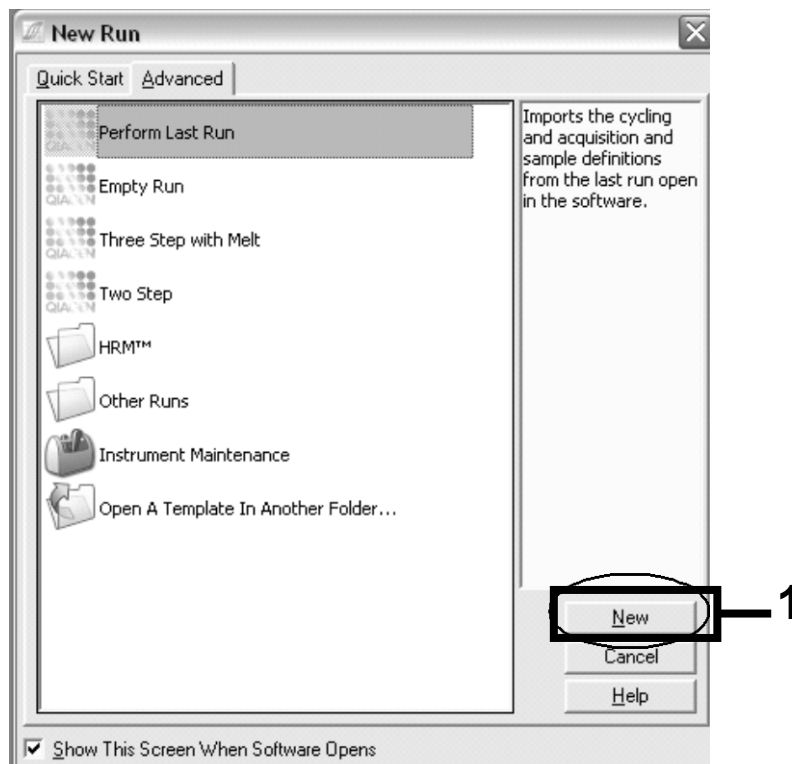 New Run
Quick Start Advanced
Perform Last Run
Empty Run
Three Step with Melt
Two Step
HRM™
Other Runs
Instrument Maintenance
Open A Template In Another Folder...
Imports the cycling
and acquisition and
sample definitions
from the last run open
in the software.
New
1
Cancel
Help
Show This Screen When Software Opens